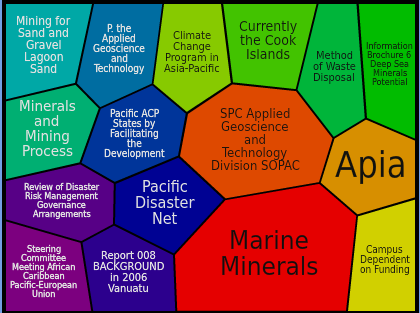 Mining for
Sand and
Gravel
Lagoon
Sand
P. the
Applied
Geoscience
and
Technology
Climate
Change
Program in
Asia-Pacific
Currently
the Cook
Islands
Method
of Waste
Disposal
Information
Brochure 6
Deep Sea
Minerals
Potential
Minerals
and
Mining
Process
Pacific ACP
States by
Facilitating
the
Development
SPC Applied
Geoscience
and
Technology
Division SOPAC
Apia
Review of Disaster
Risk Management
Governance
Arrangements
Pacific
Disaster
Net
Steering
Committee
Meeting African
Caribbean
Pacific-European
Union
Report 008
BACKGROUND
in 2006
Vanuatu
Marine
Minerals
Campus
Dependent
on Funding